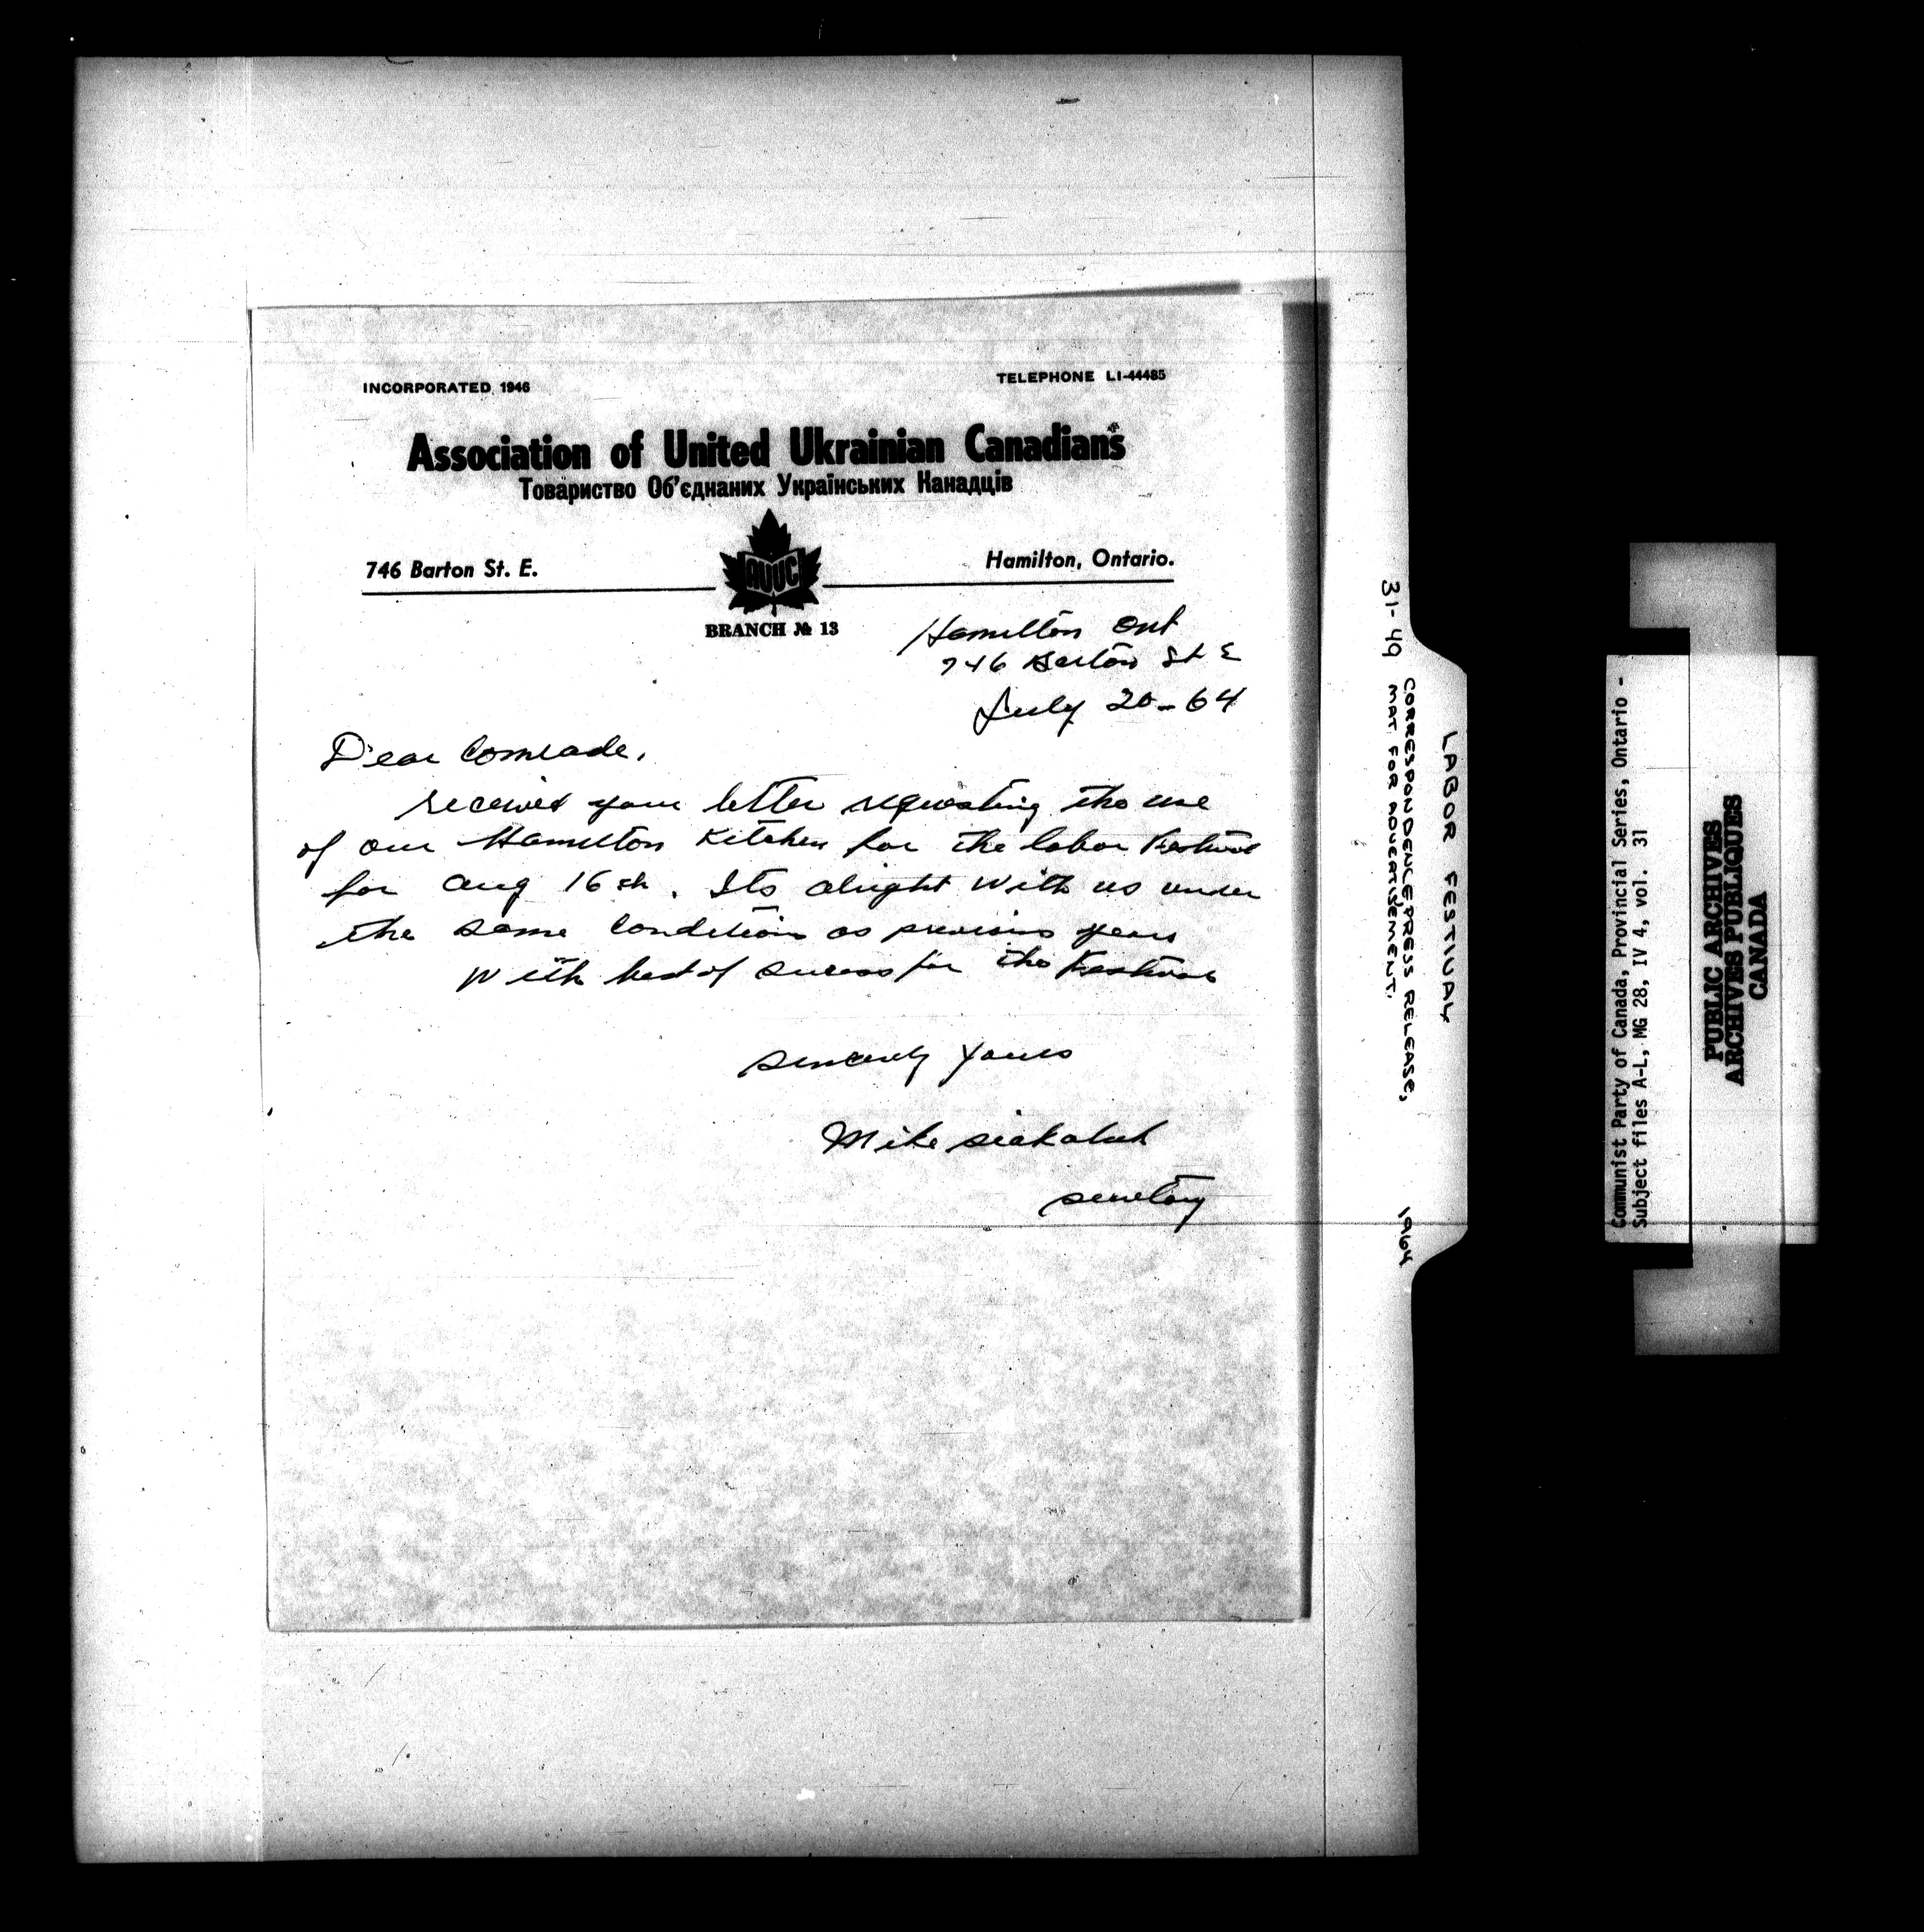 INCORPORATED 1946
TELEPHONE LI-44485
Association of United Ukrainian Canadians
Товариство Об'єднаних Українських Канадців
746 Barton St. E.
AUUC
Hamilton, Ontario.
BRANCH № 13
Hamilton Ont
746 Barton St E
July 20-64
Dear Comrade.
received your letter requesting the use
of our Hamilton Kitchen for the labor Festival
for Aug 16th. Its alright with us under
the same condition as previous years
With best of sucess for the Festival
Sincerely Yours
Mike
secretary
LABOR FESTIVAL
CORRESPONDENCE, PRESS RELEASE,
31-49 MAT. FOR ADVERTISEMENT.
1964
Communist Party of Canada, Provincial Series, Ontario -
Subject files A-L, MG 28, IV 4, vol. 31
PUBLIC ARCHIVES
ARCHIVES PUBLIQUES
CANADA